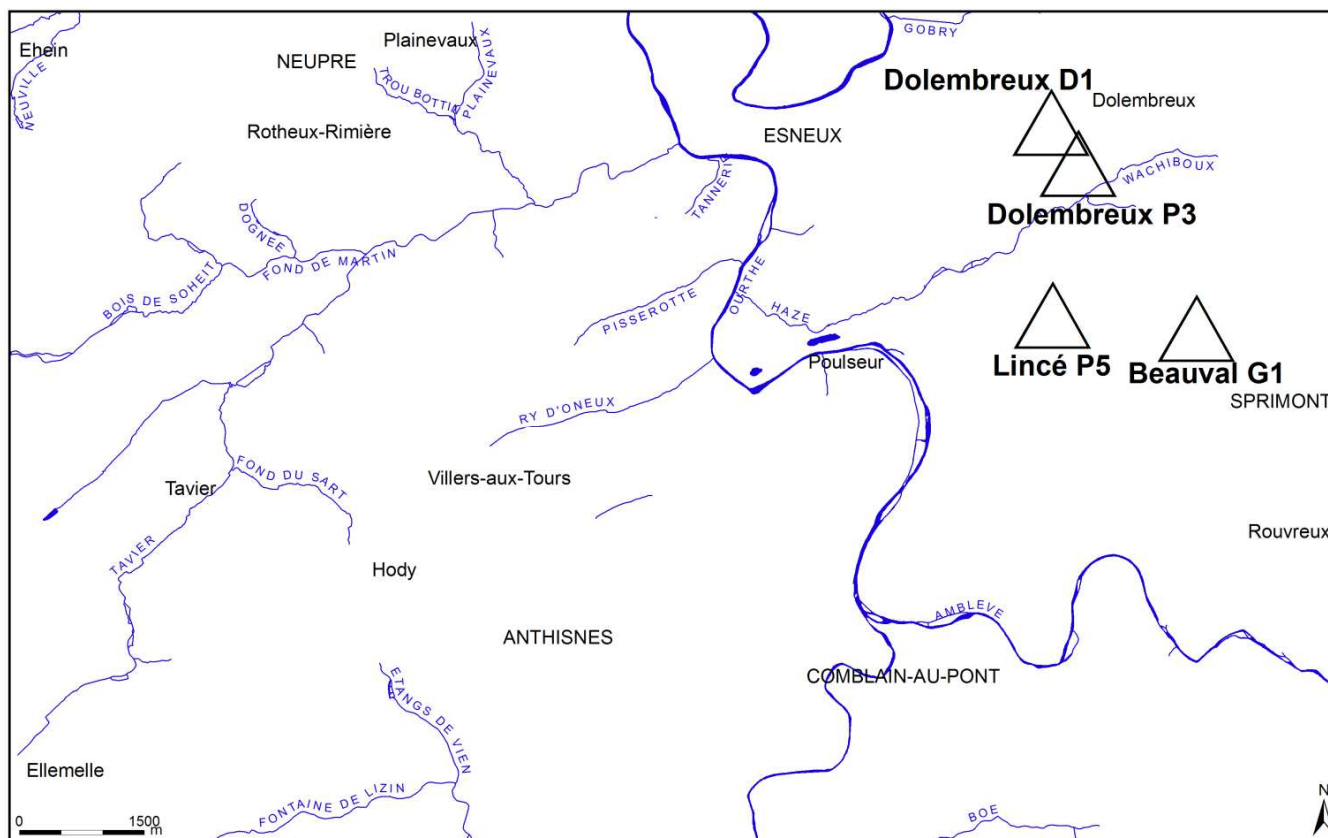 GOBRY
Ehein
Plainevaux
NEUPRE
NEUVILLE
TROU BOTTIN
PLAINEVAUX
Dolembreux D1
Dolembreux
Rotheux-Rimière
ESNEUX
TANNERIE
WACHIBOUX
Dolembreux P3
DOGNEE
FOND DE MARTIN
BOIS DE SOHEIT
OURTHE
PISSEROTTE
HAZE
Poulseur
Lincé P5
Beauval G1
SPRIMONT
RY D'ONEUX
FOND DU SART
Villers-aux-Tours
Tavier
Rouvreux
TAVIER
Hody
AMBLEVE
ANTHISNES
COMBLAIN-AU-PONT
ETANGS DE VIEN
Ellemelle
FONTAINE DE LIZIN
BOE
N
0 1500
m